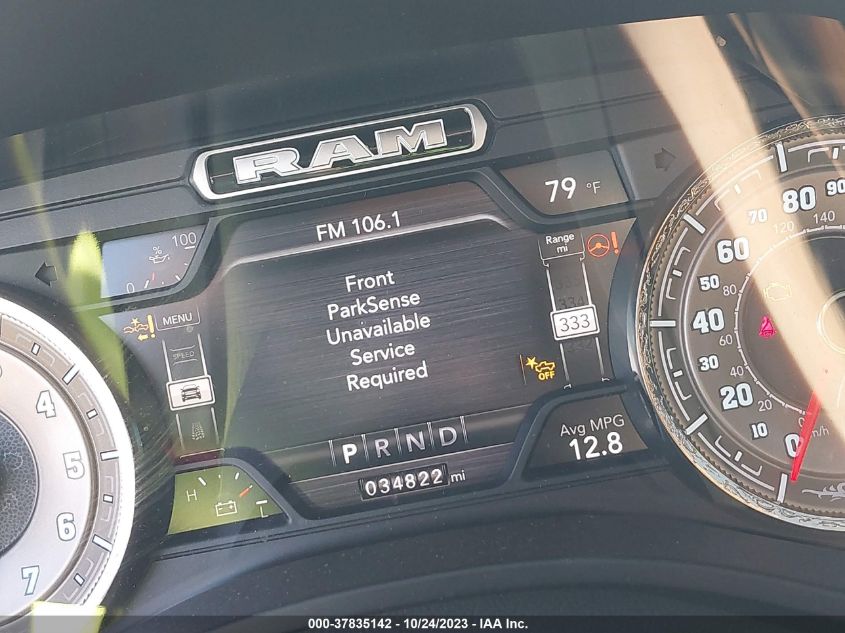 RAM
79 °F
FM 106.1
% 100
0
Range
mi
333
MENU
SPEED
Front
ParkSense
Unavailable
Service
Required
OFF
P R N D
034822 mi
Avg MPG
12.8
H
L
4
5
6
7
0
10
20
30
40
50
60
70
80
90
20
40
60
80
100
120
140
km/h
000-37835142 - 10/24/2023 - IAA Inc.